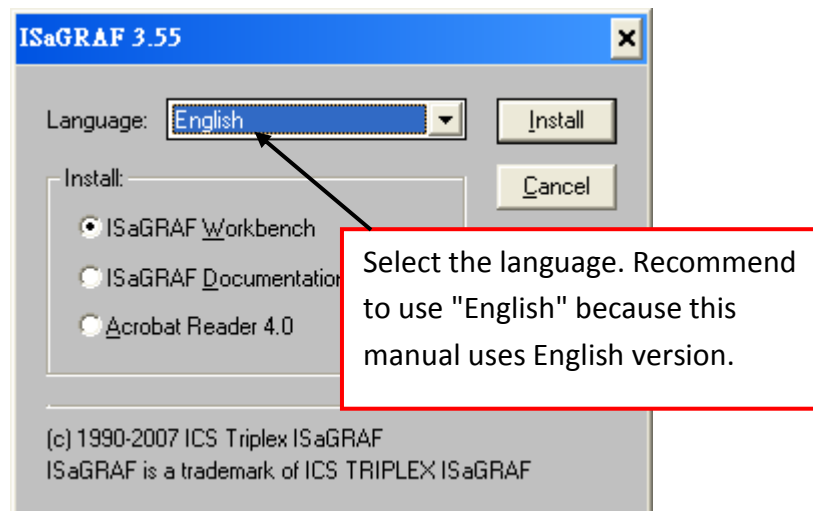 ISaGRAF 3.55
Language: English Install
Install: Cancel
ISaGRAF Workbench
ISaGRAF Documentation
Acrobat Reader 4.0
Select the language. Recommend
to use "English" because this
manual uses English version.
(c) 1990-2007 ICS Triplex ISaGRAF
ISaGRAF is a trademark of ICS TRIPLEX ISaGRAF